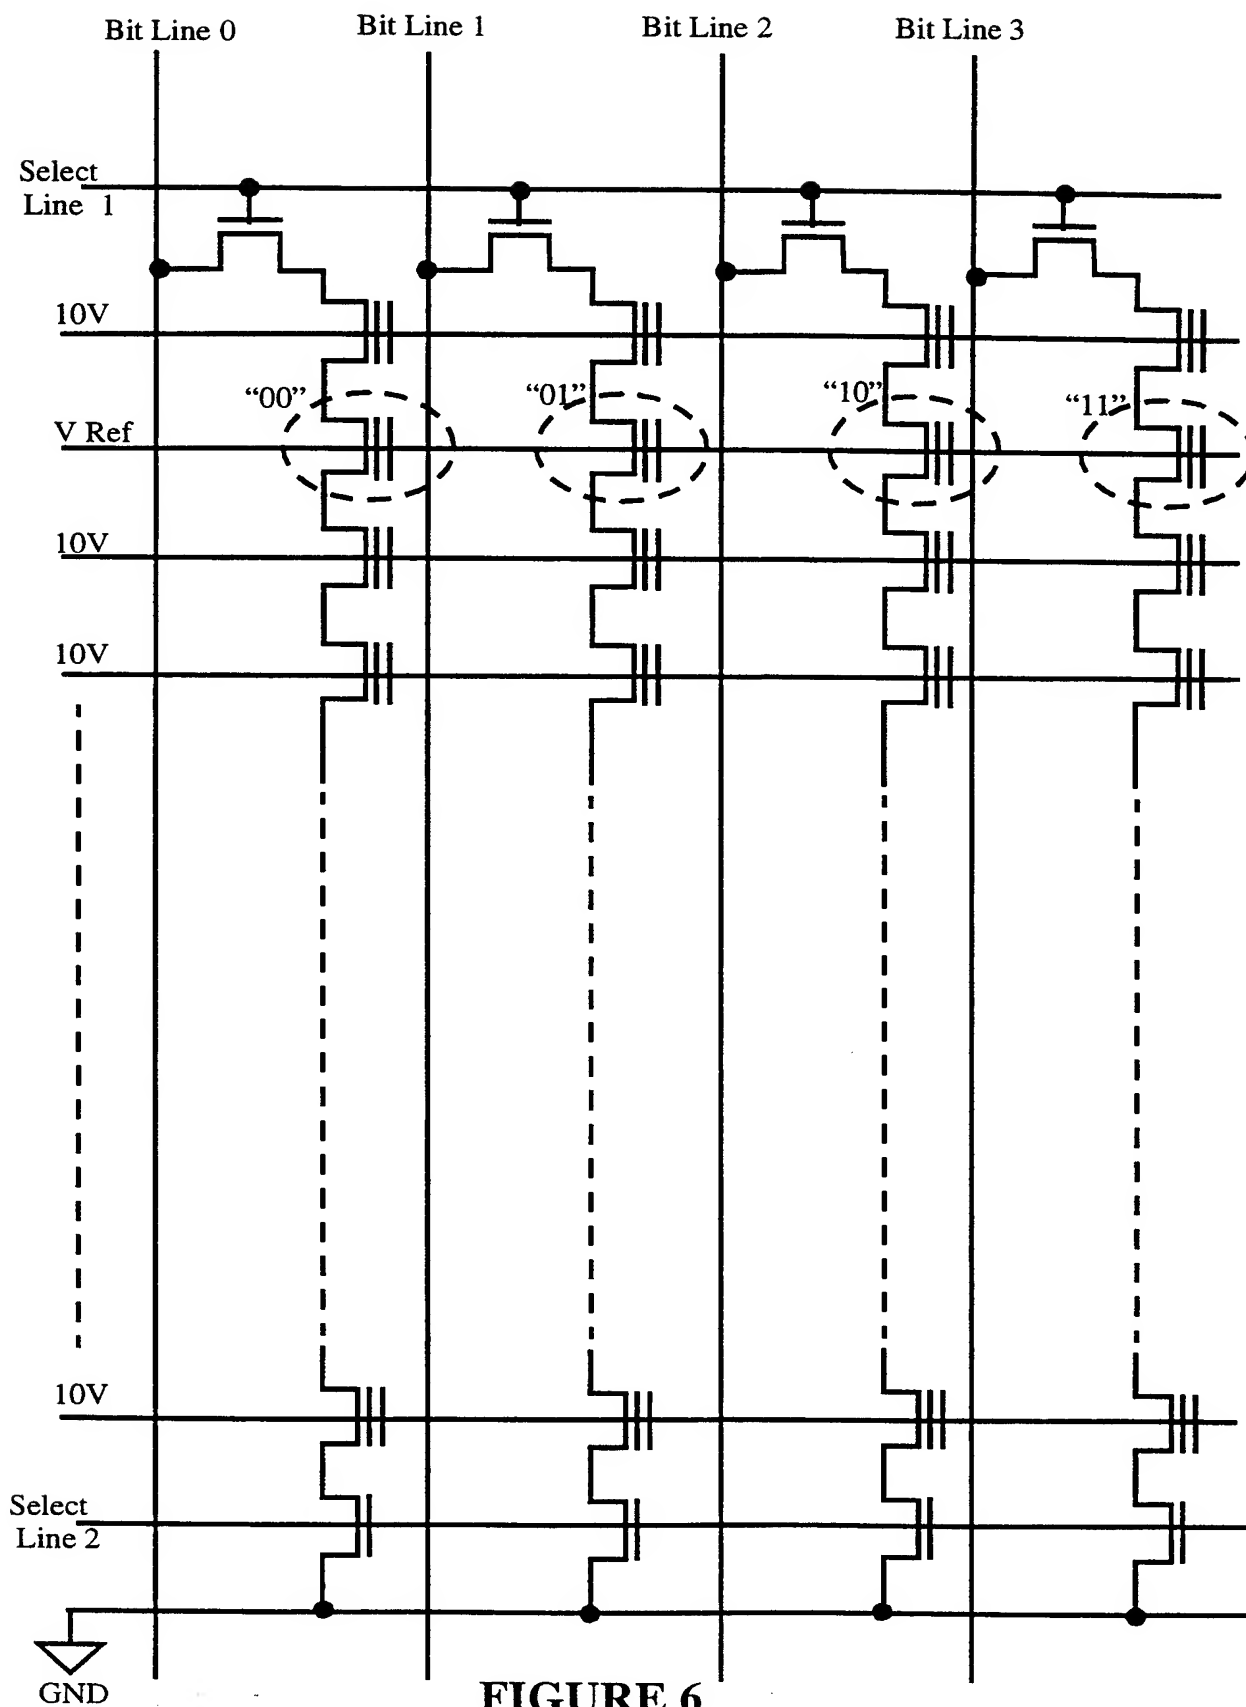 Bit Line 0
Bit Line 1
Bit Line 2
Bit Line 3
Select
Line 1
10V
"00"
"01"
"10"
"11"
V Ref
10V
10V
10V
Select
Line 2
GND
FIGURE 6